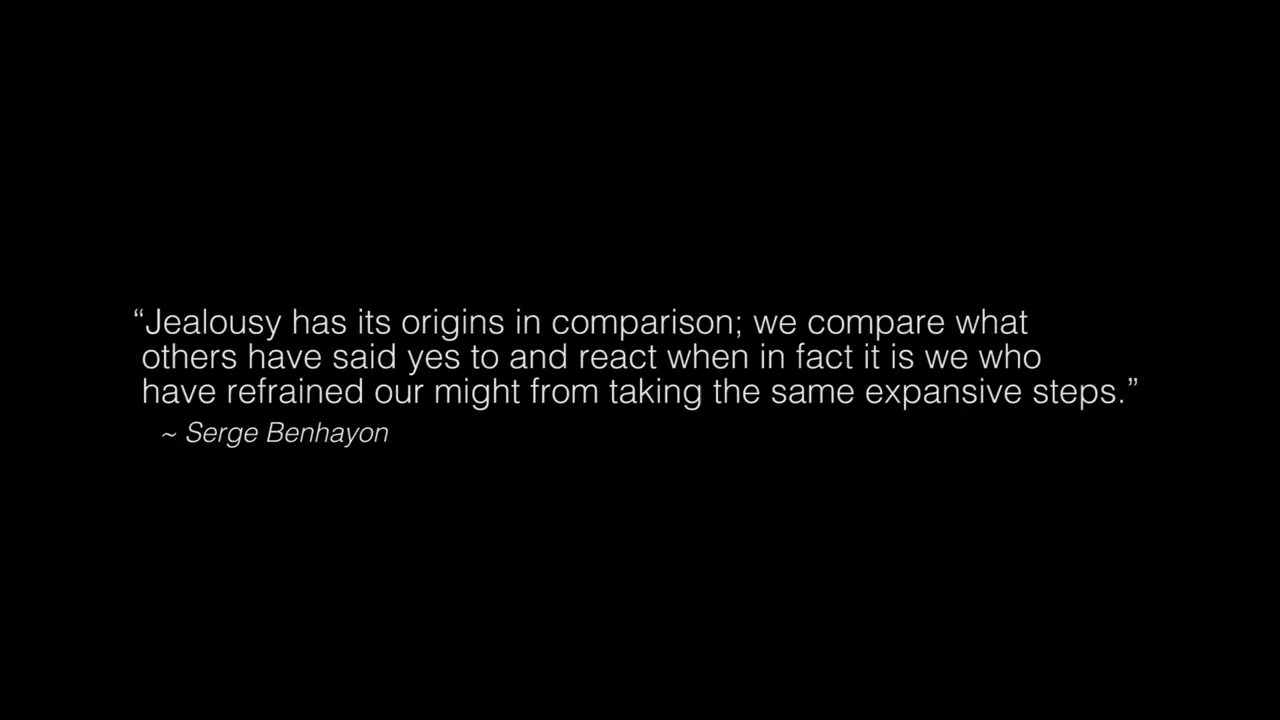 “Jealousy has its origins in comparison; we compare what
others have said yes to and react when in fact it is we who
have refrained our might from taking the same expansive steps.”
~ Serge Benhayon